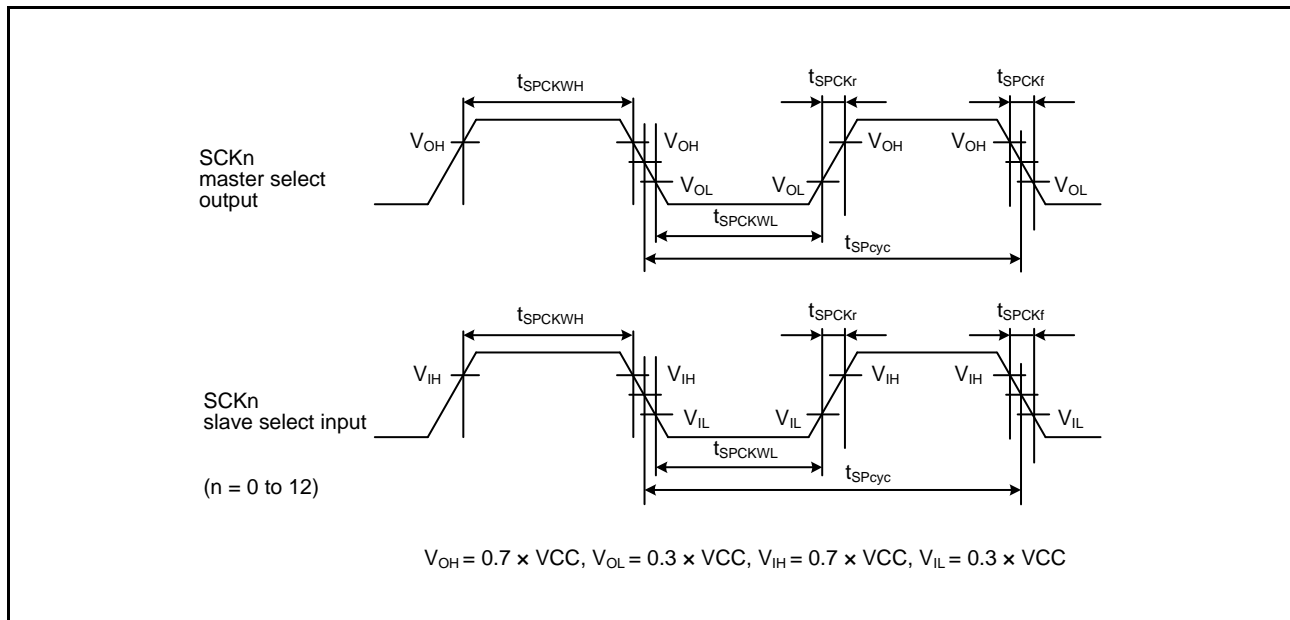 tSPCKWH
tSPCKr
tSPCKf
VOH
VOH
VOH
VOH
SCKn
master select
output
VOL
VOL
VOL
tSPCKWL
tSPcyc
tSPCKWH
tSPCKr
tSPCKf
VIH
VIH
VIH
VIH
SCKn
slave select input
VIL
VIL
VIL
tSPCKWL
tSPcyc
(n = 0 to 12)
VOH = 0.7 × VCC, VOL = 0.3 × VCC, VIH = 0.7 × VCC, VIL = 0.3 × VCC